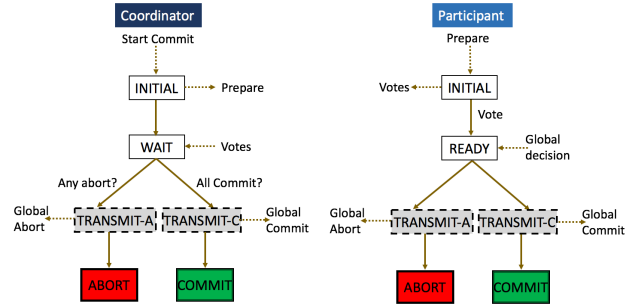 Coordinator
Start Commit
INITIAL
Prepare
WAIT
Votes
Any abort?
All Commit?
Global
Abort
TRANSMIT-A
TRANSMIT-C
Global
Commit
ABORT
COMMIT
Participant
Prepare
Votes
INITIAL
Vote
READY
Global
decision
Global
Abort
TRANSMIT-A
TRANSMIT-C
Global
Commit
ABORT
COMMIT